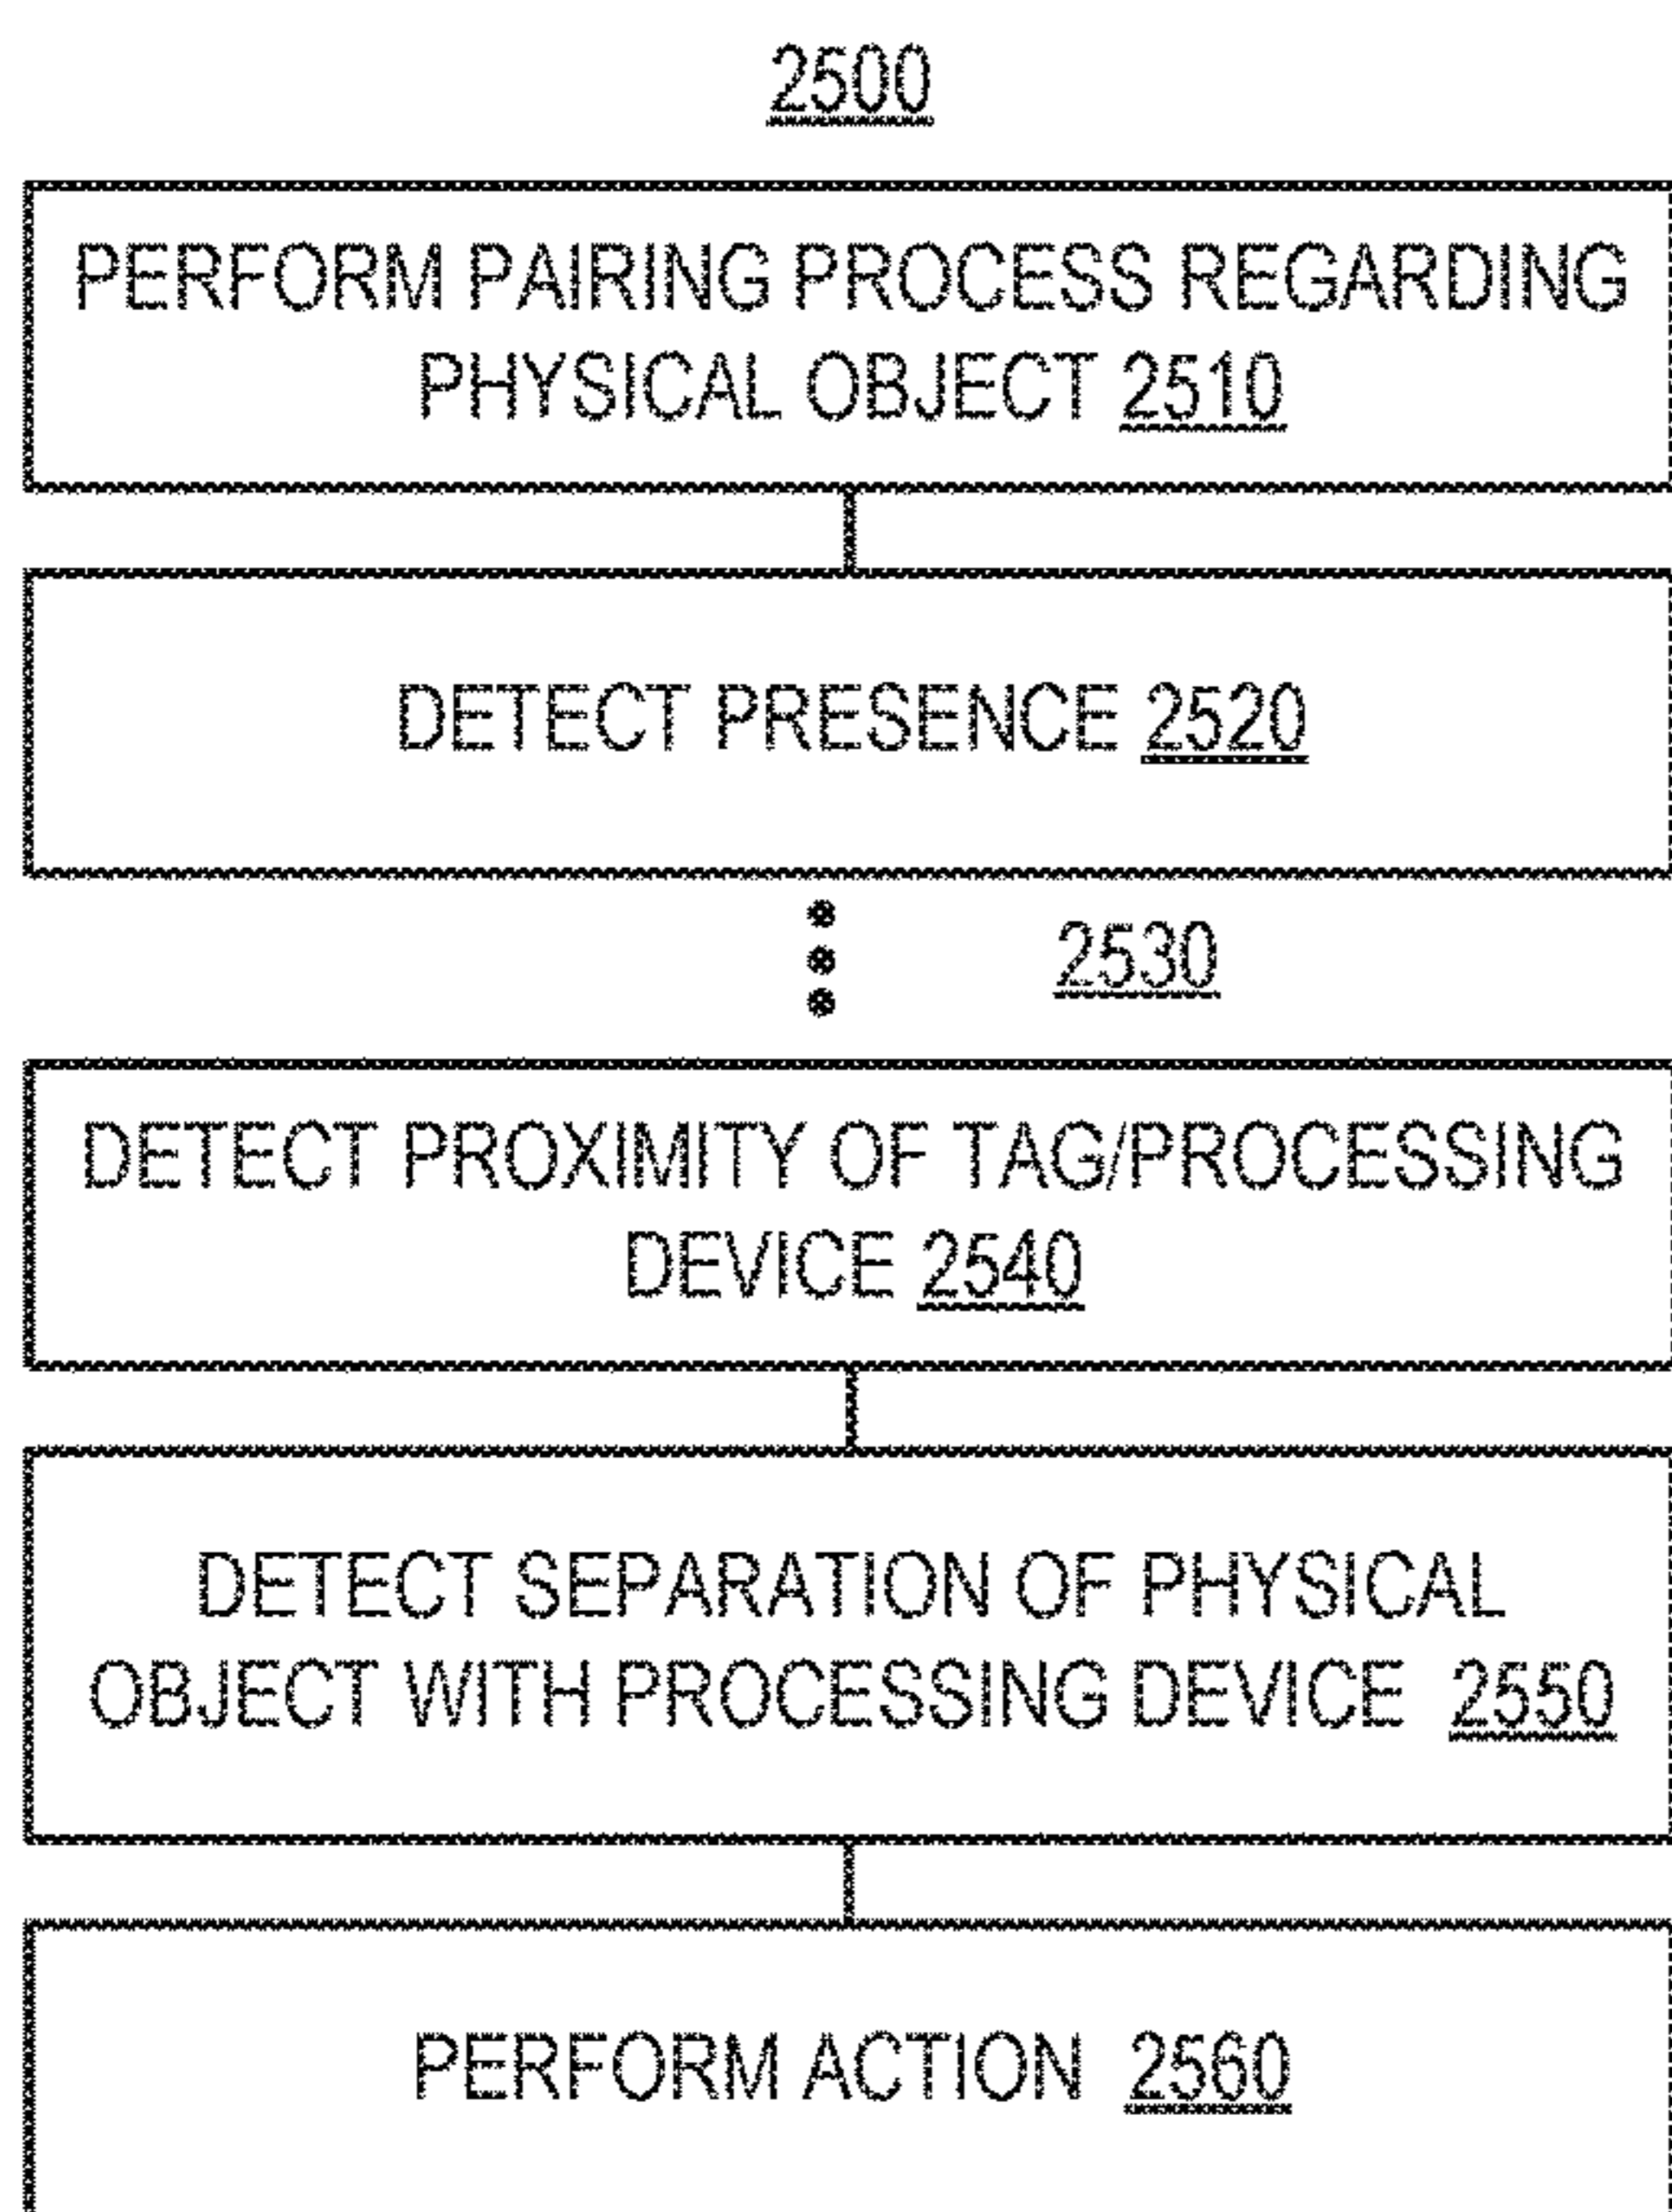 2500
PERFORM PAIRING PROCESS REGARDING
PHYSICAL OBJECT 2510
DETECT PRESENCE 2520
2530
DETECT PROXIMITY OF TAG/PROCESSING
DEVICE 2540
DETECT SEPARATION OF PHYSICAL
OBJECT WITH PROCESSING DEVICE 2550
PERFORM ACTION 2560